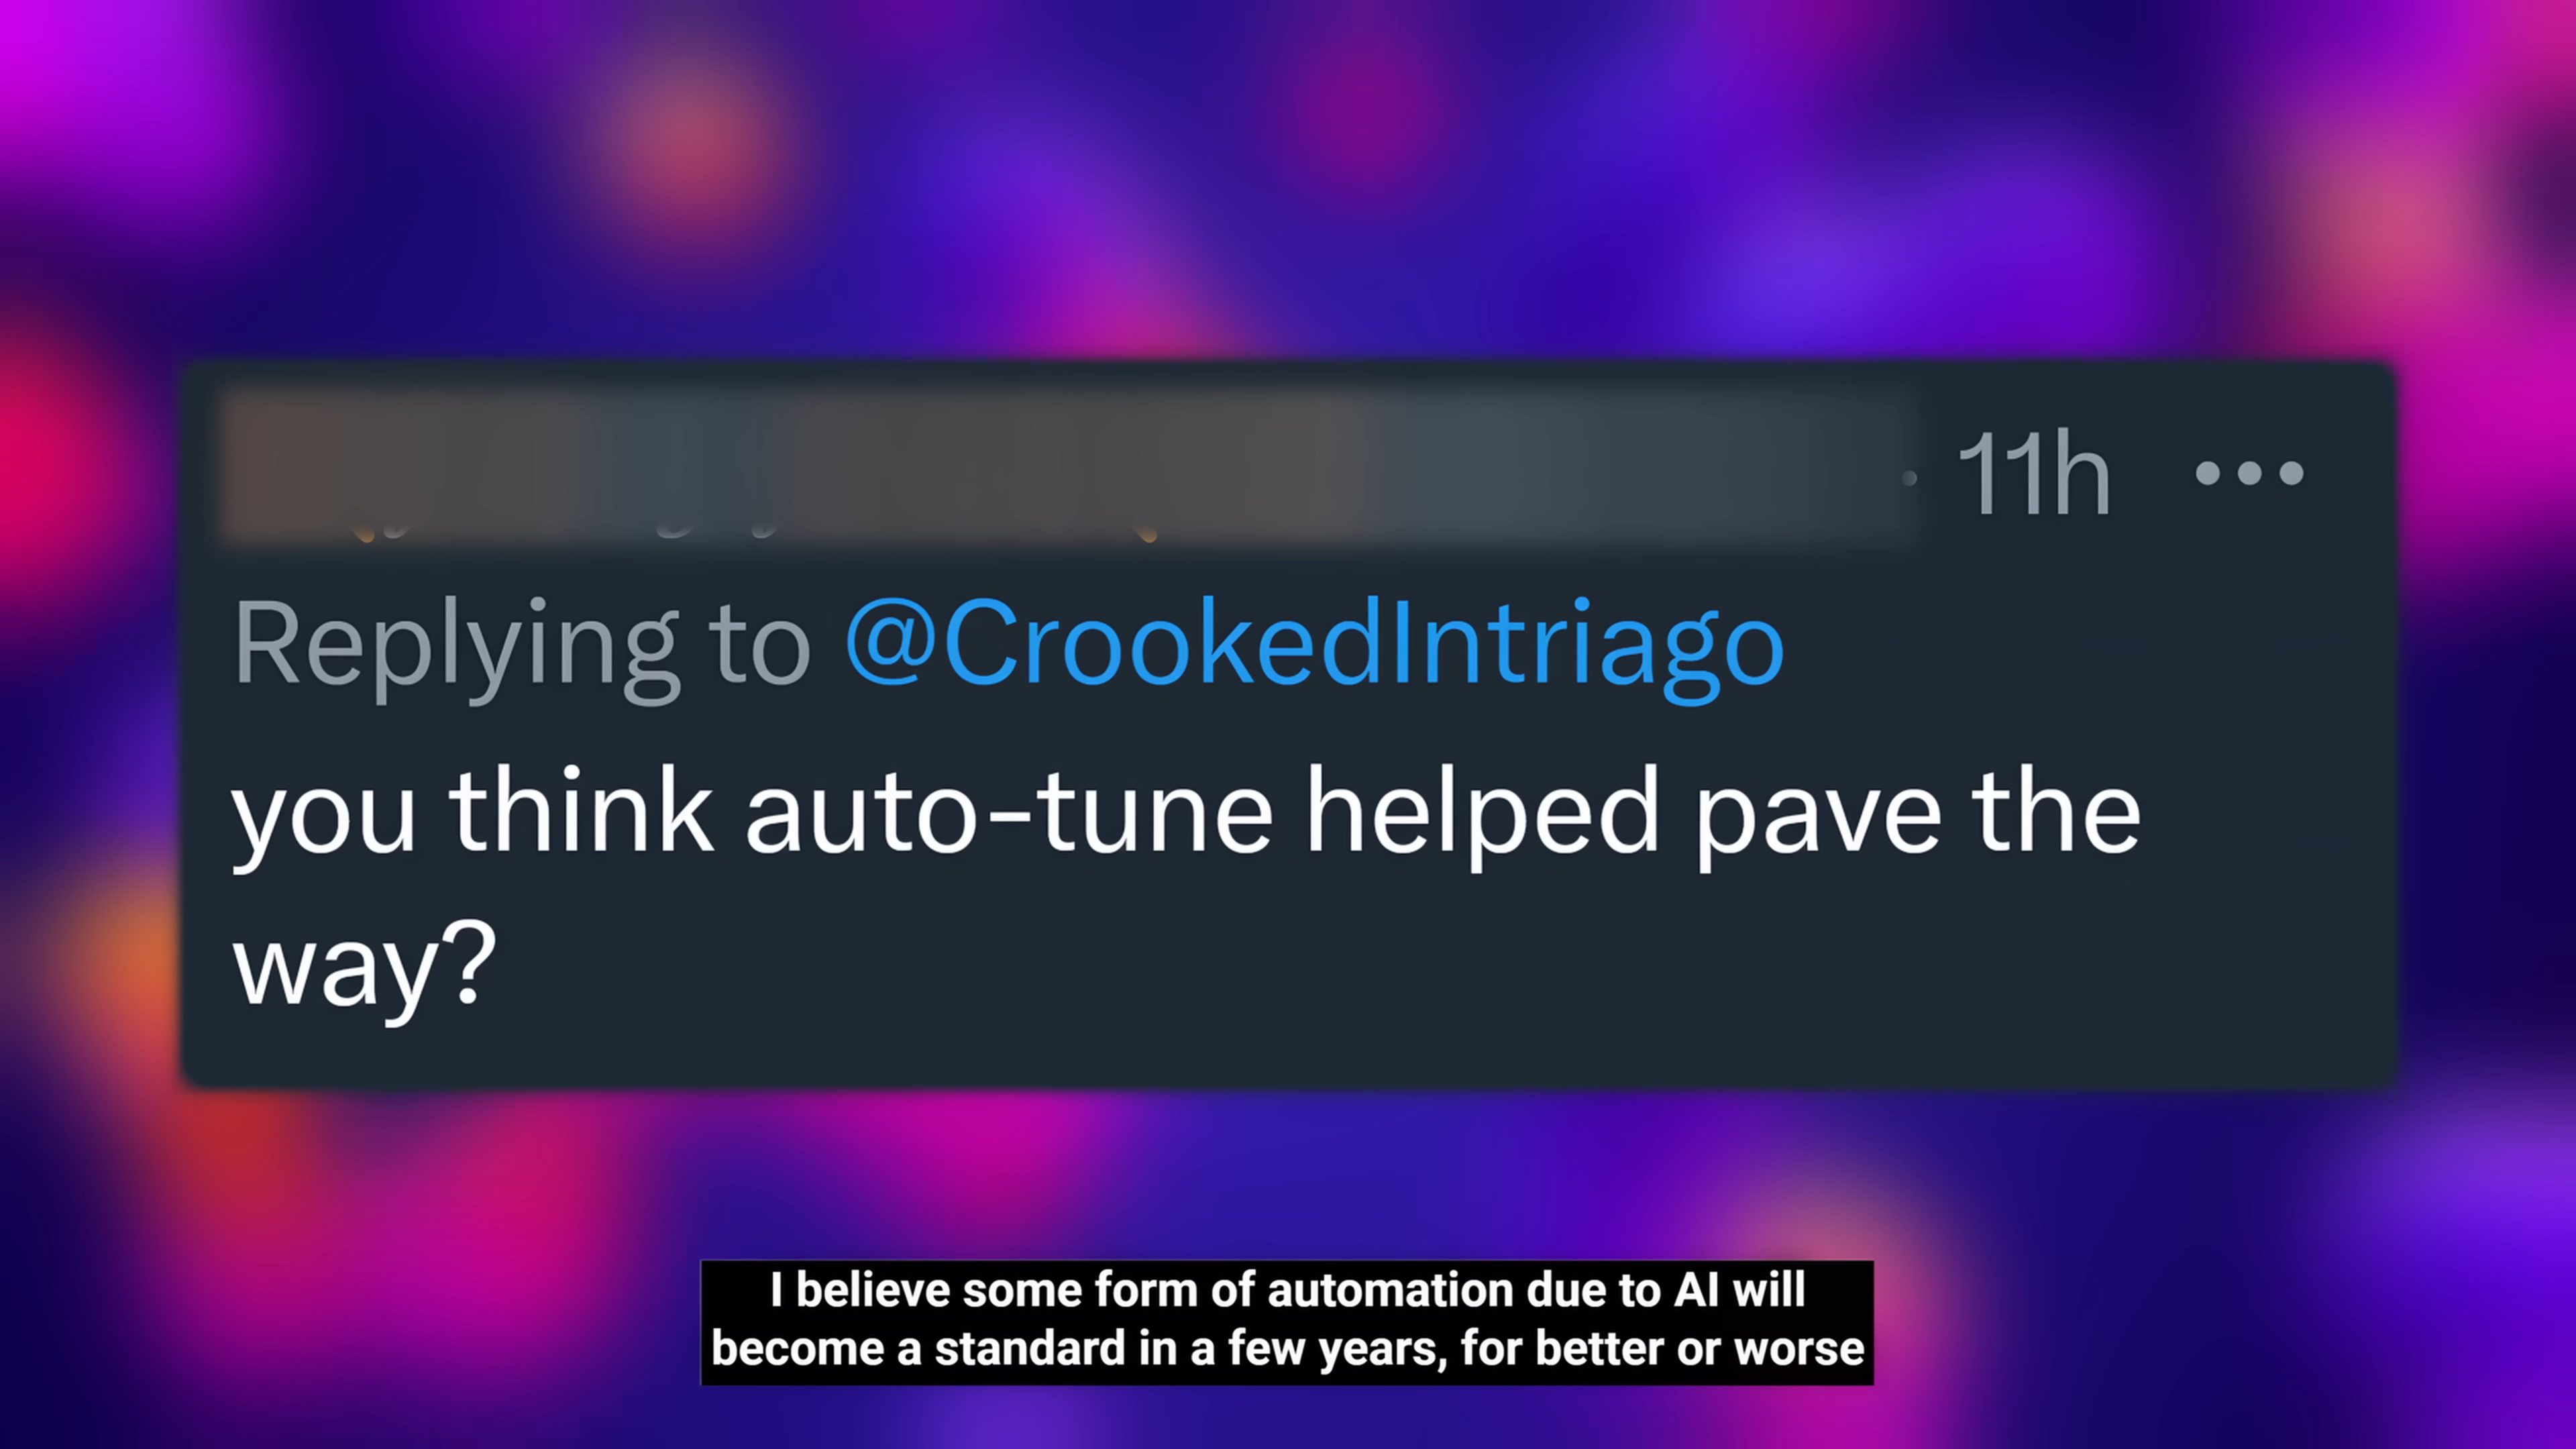 11h
Replying to @CrookedIntriago
you think auto-tune helped pave the
way?
I believe some form of automation due to AI will
become a standard in a few years, for better or worse